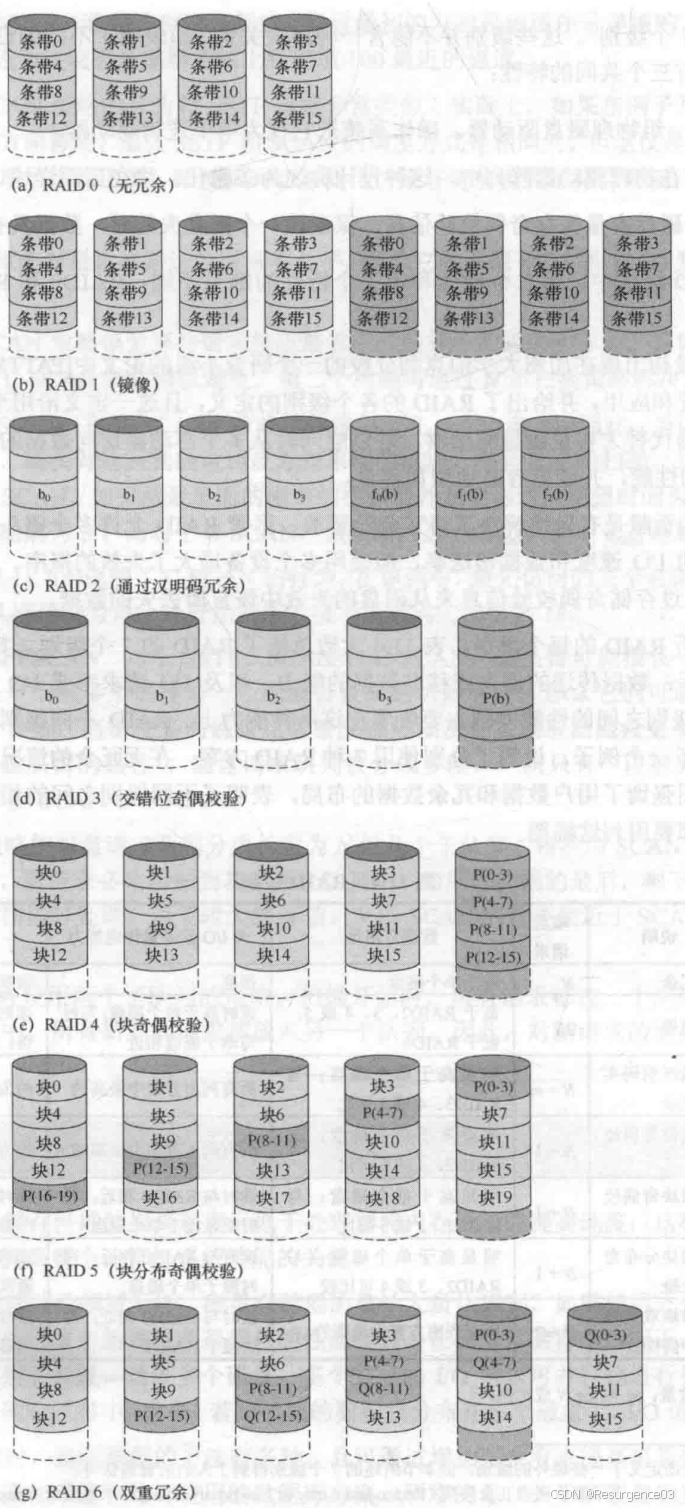 条带0 条带1 条带2 条带3
条带4 条带5 条带6 条带7
条带8 条带9 条带10 条带11
条带12 条带13 条带14 条带15
(a) RAID 0（无冗余）
条带0 条带1 条带2 条带3 条带0 条带1 条带2 条带3
条带4 条带5 条带6 条带7 条带4 条带5 条带6 条带7
条带8 条带9 条带10 条带11 条带8 条带9 条带10 条带11
条带12 条带13 条带14 条带15 条带12 条带13 条带14 条带15
(b) RAID 1（镜像）
b₀ b₁ b₂ b₃ f₀(b) f₁(b) f₂(b)
(c) RAID 2（通过汉明码冗余）
b₀ b₁ b₂ b₃ P(b)
(d) RAID 3（交错位奇偶校验）
块0 块1 块2 块3 P(0-3)
块4 块5 块6 块7 P(4-7)
块8 块9 块10 块11 P(8-11)
块12 块13 块14 块15 P(12-15)
(e) RAID 4（块奇偶校验）
块0 块1 块2 块3 P(0-3)
块4 块5 块6 P(4-7) 块7
块8 块9 P(8-11) 块10 块11
块12 P(12-15) 块13 块14 块15
P(16-19) 块16 块17 块18 块19
(f) RAID 5（块分布奇偶校验）
块0 块1 块2 块3 P(0-3) Q(0-3)
块4 块5 块6 P(4-7) Q(4-7) 块7
块8 块9 P(8-11) Q(8-11) 块10 块11
块12 P(12-15) Q(12-15) 块13 块14 块15
(g) RAID 6（双重冗余）
CSDN @Resurgence03